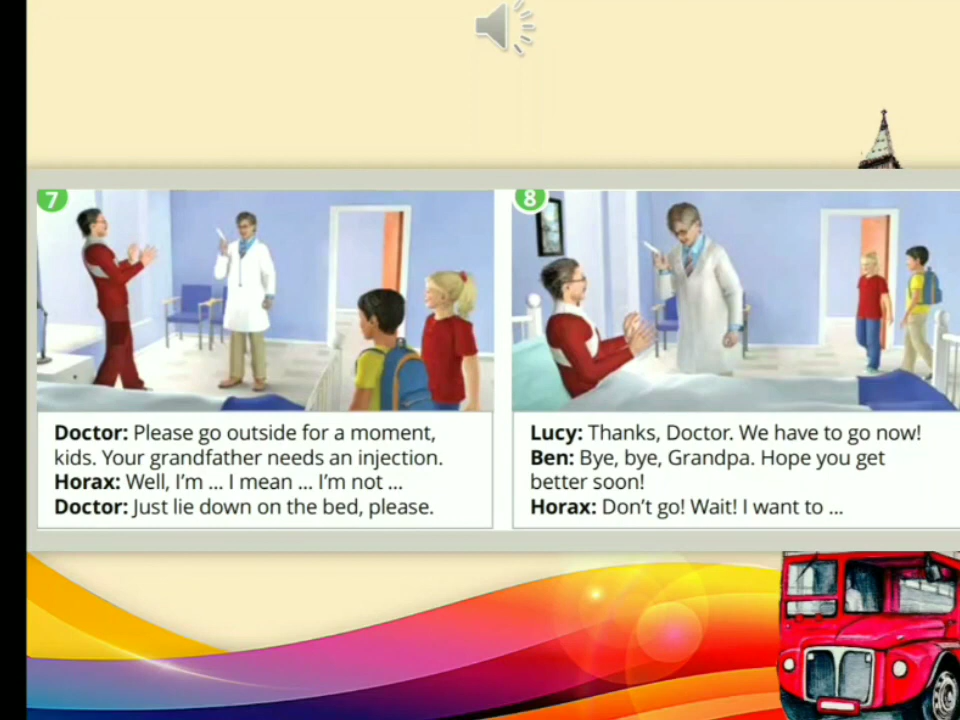 7
Doctor: Please go outside for a moment,
kids. Your grandfather needs an injection.
Horax: Well, I'm ... I mean ... I'm not ...
Doctor: Just lie down on the bed, please.
8
Lucy: Thanks, Doctor. We have to go now!
Ben: Bye, bye, Grandpa. Hope you get
better soon!
Horax: Don't go! Wait! I want to ...